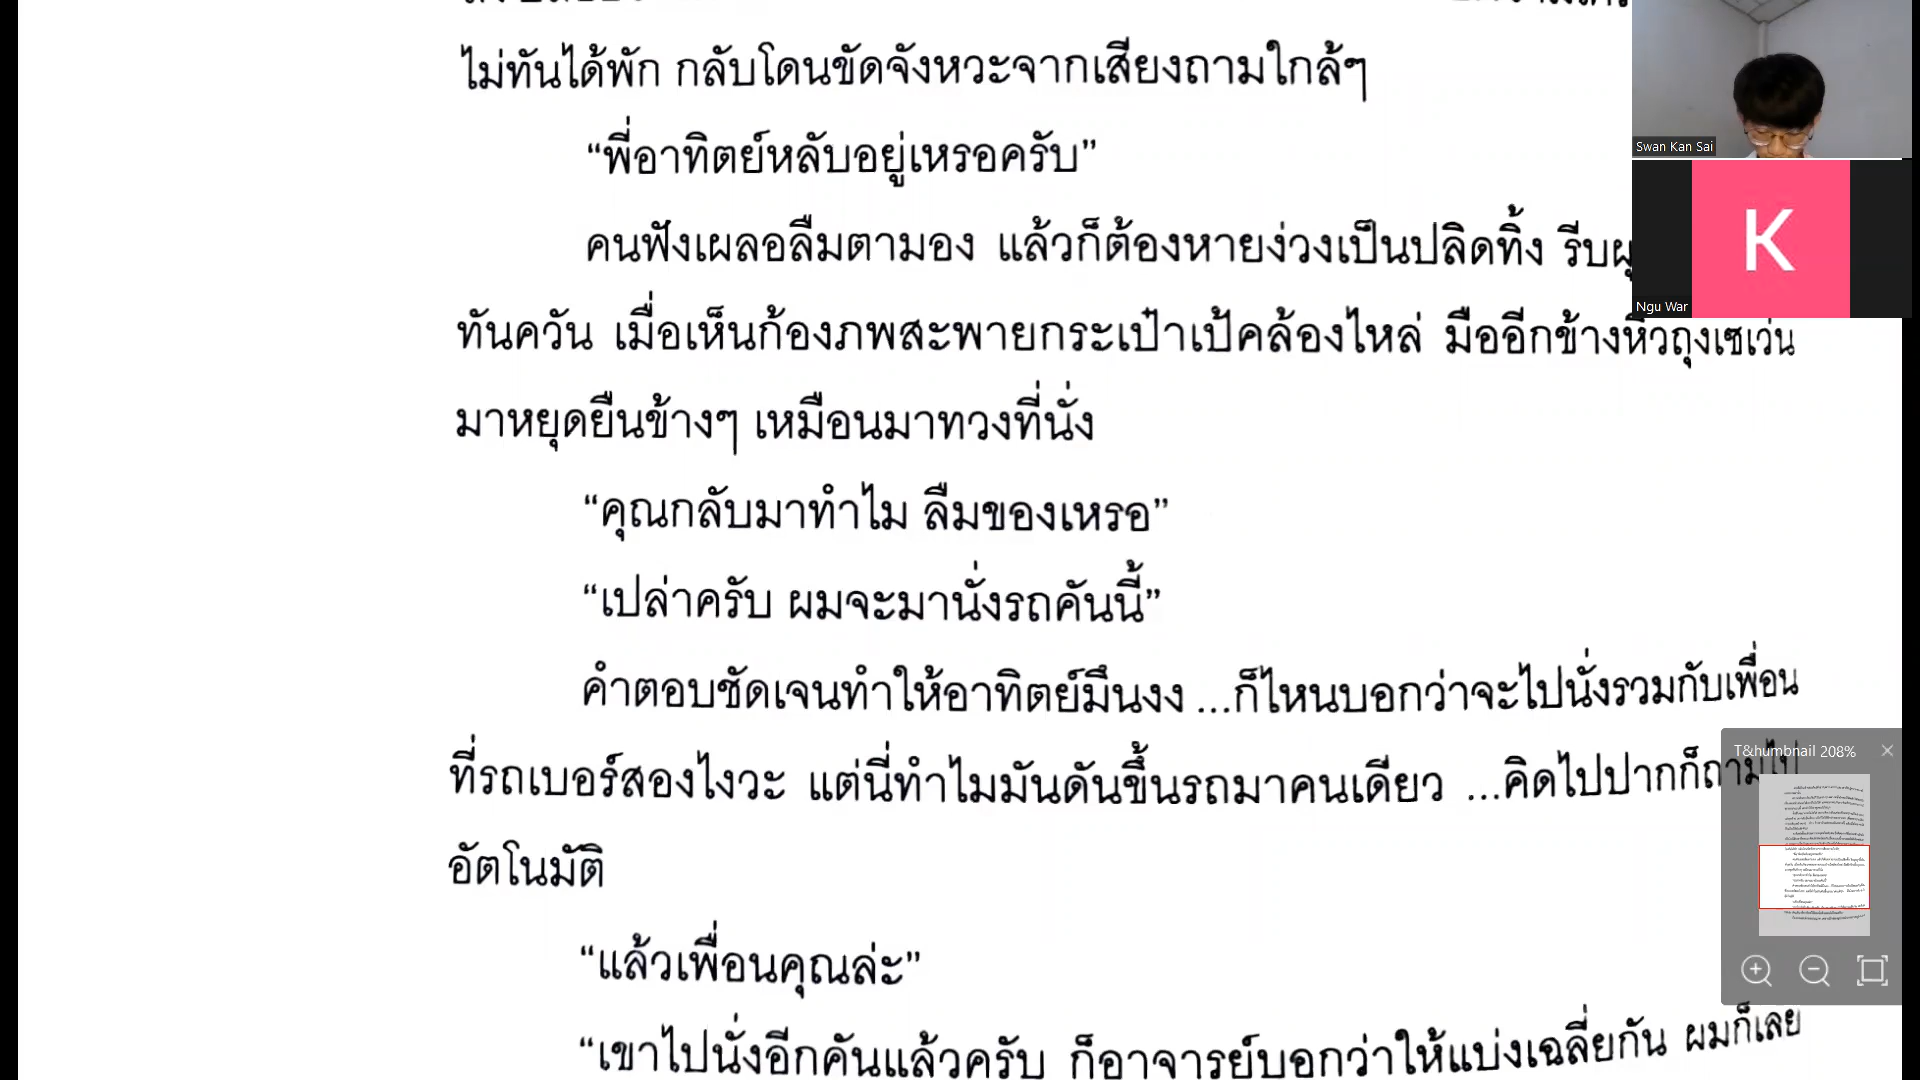 ไม่ทันได้พัก กลับโดนขัดจังหวะจากเสียงถามใกล้ๆ
“พี่อาทิตย์หลับอยู่เหรอครับ”
คนฟังเผลอลืมตามอง แล้วก็ต้องหายง่วงเป็นปลิดทิ้ง
ทันควัน เมื่อเห็นก้องภพสะพายกระเป๋าเป้คล้องไหล่ มืออีกข้างหิ้วถุงเซเว่น
มาหยุดยืนข้างๆ เหมือนมาทวงที่นั่ง
“คุณกลับมาทำไม ลืมของเหรอ”
“เปล่าครับ ผมจะมานั่งรถคันนี้”
คำตอบชัดเจนทำให้อาทิตย์มึนงง ...ก็ไหนบอกว่าจะไปนั่งรวมกับเพื่อน
ที่รถเบอร์สองไงวะ แต่นี่ทำไมมันดันขึ้นรถมาคนเดียว ...คิดไปปากก็ถามไป
อัตโนมัติ
“แล้วเพื่อนคุณล่ะ”
“เขาไปนั่งอีกคันแล้วครับ ก็อาจารย์บอกว่าให้แบ่งเฉลี่ยกัน ผมก็เลย
Swan Kan Sai
K
Ngu War
T&humbnail 208%